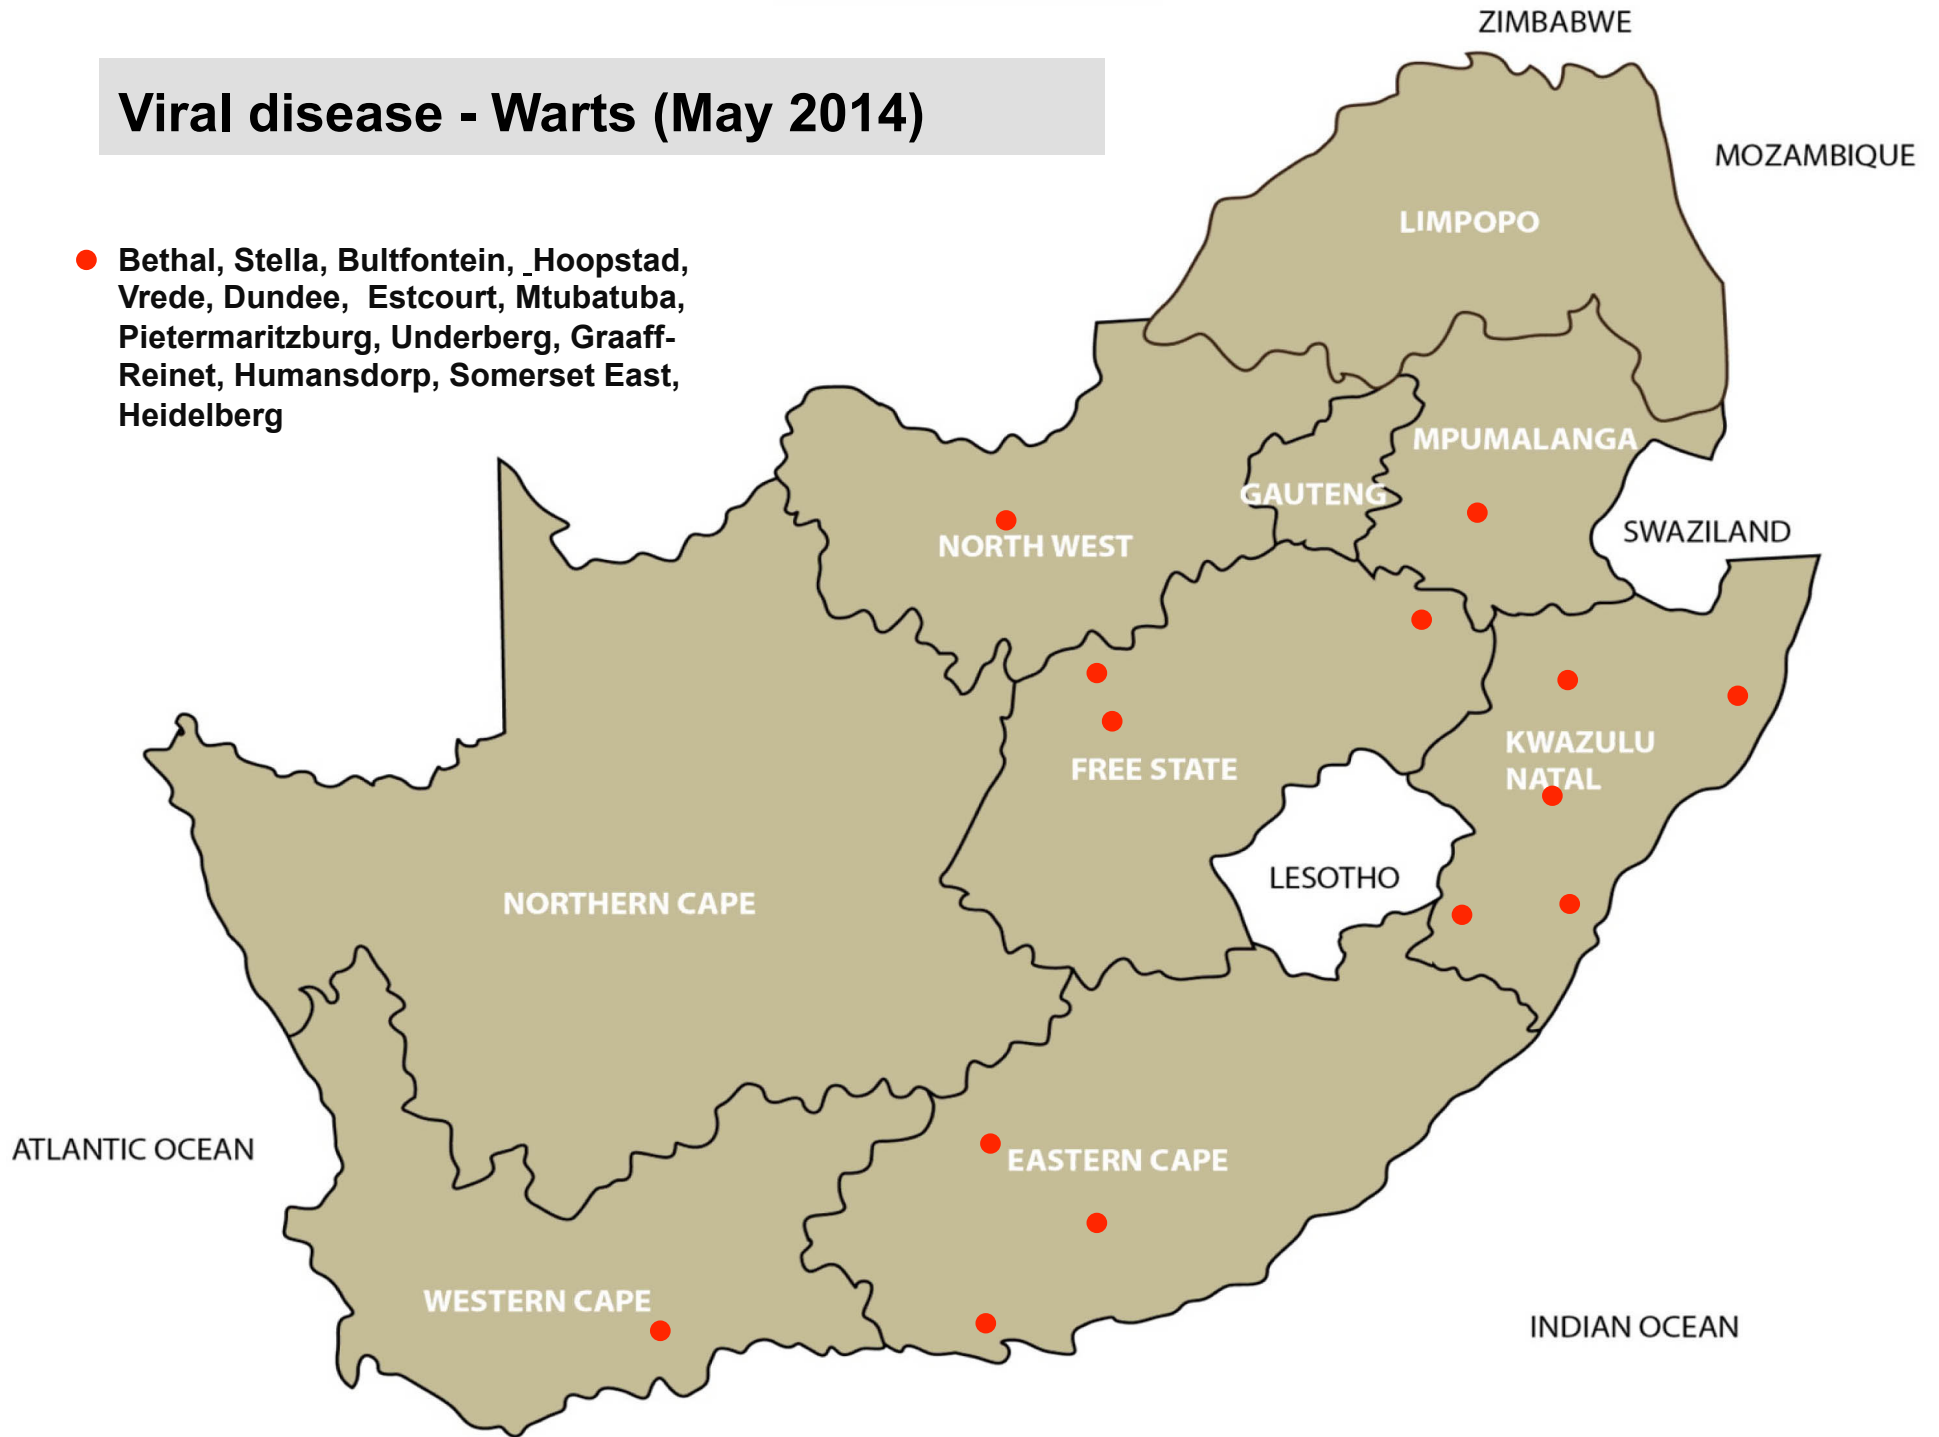 ZIMBABWE
Viral disease - Warts (May 2014)
MOZAMBIQUE
LIMPOPO
Bethal, Stella, Bultfontein, _Hoopstad,
Vrede, Dundee, Estcourt, Mtubatuba,
Pietermaritzburg, Underberg, Graaff-
Reinet, Humansdorp, Somerset East,
Heidelberg
MPUMALANGA
GAUTENG
SWAZILAND
NORTH WEST
KWAZULU
NATAL
FREE STATE
LESOTHO
NORTHERN CAPE
ATLANTIC OCEAN
EASTERN CAPE
WESTERN CAPE
INDIAN OCEAN